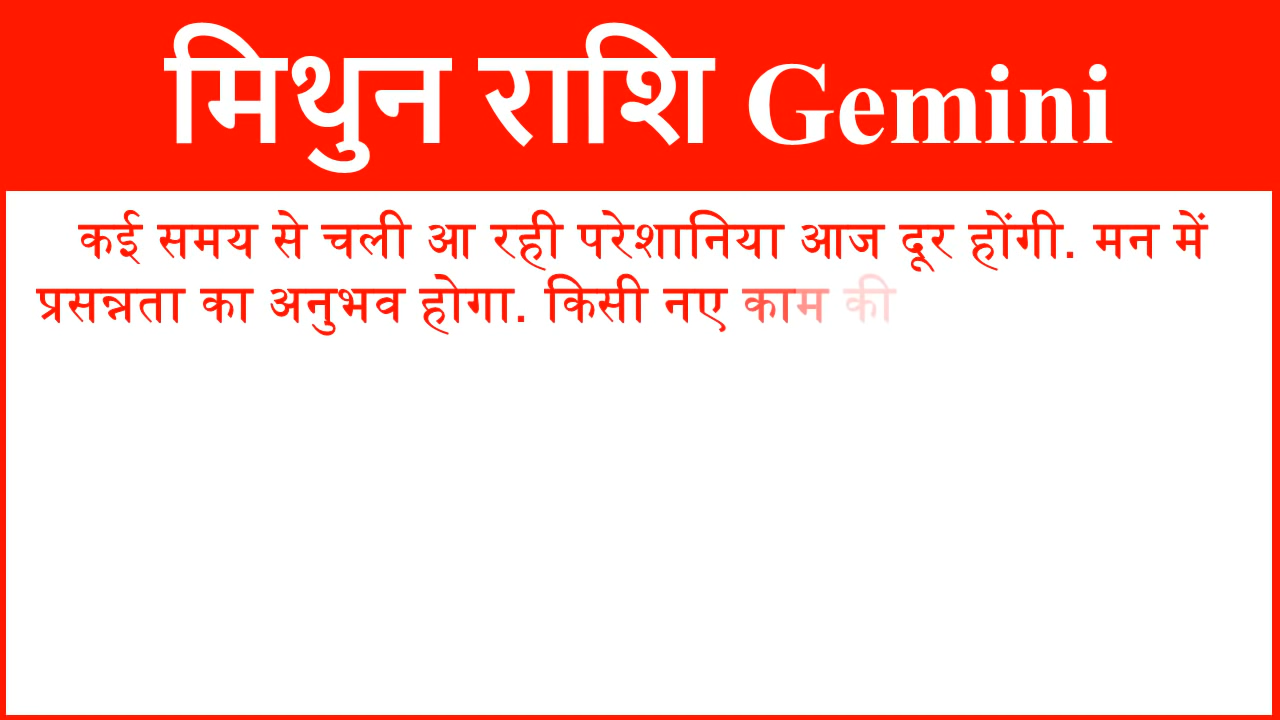 मिथुन राशि Gemini
कई समय से चली आ रही परेशानिया आज दूर होंगी. मन में
प्रसन्नता का अनुभव होगा. किसी नए काम की